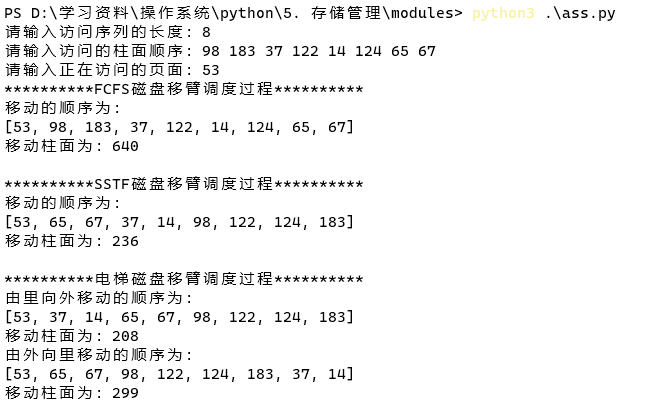 PS D:\学习资料\操作系统\python\5. 存储管理\modules> python3 .\ass.py
请输入访问序列的长度: 8
请输入访问的柱面顺序: 98 183 37 122 14 124 65 67
请输入正在访问的页面: 53
**********FCFS磁盘移臂调度过程**********
移动的顺序为:
[53, 98, 183, 37, 122, 14, 124, 65, 67]
移动柱面为: 640
**********SSTF磁盘移臂调度过程**********
移动的顺序为:
[53, 65, 67, 37, 14, 98, 122, 124, 183]
移动柱面为: 236
**********电梯磁盘移臂调度过程**********
由里向外移动的顺序为:
[53, 37, 14, 65, 67, 98, 122, 124, 183]
移动柱面为: 208
由外向里移动的顺序为:
[53, 65, 67, 98, 122, 124, 183, 37, 14]
移动柱面为: 299